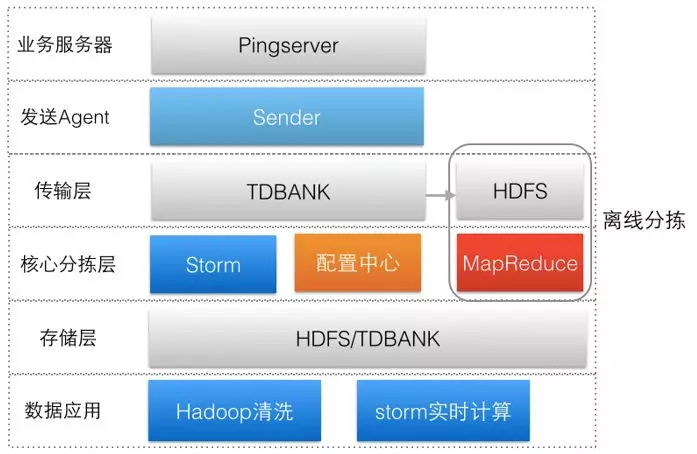 业务服务器
Pingserver
发送Agent
Sender
传输层
TDBANK
HDFS
离线分拣
核心分拣层
Storm
配置中心
MapReduce
存储层
HDFS/TDBANK
数据应用
Hadoop清洗
storm实时计算